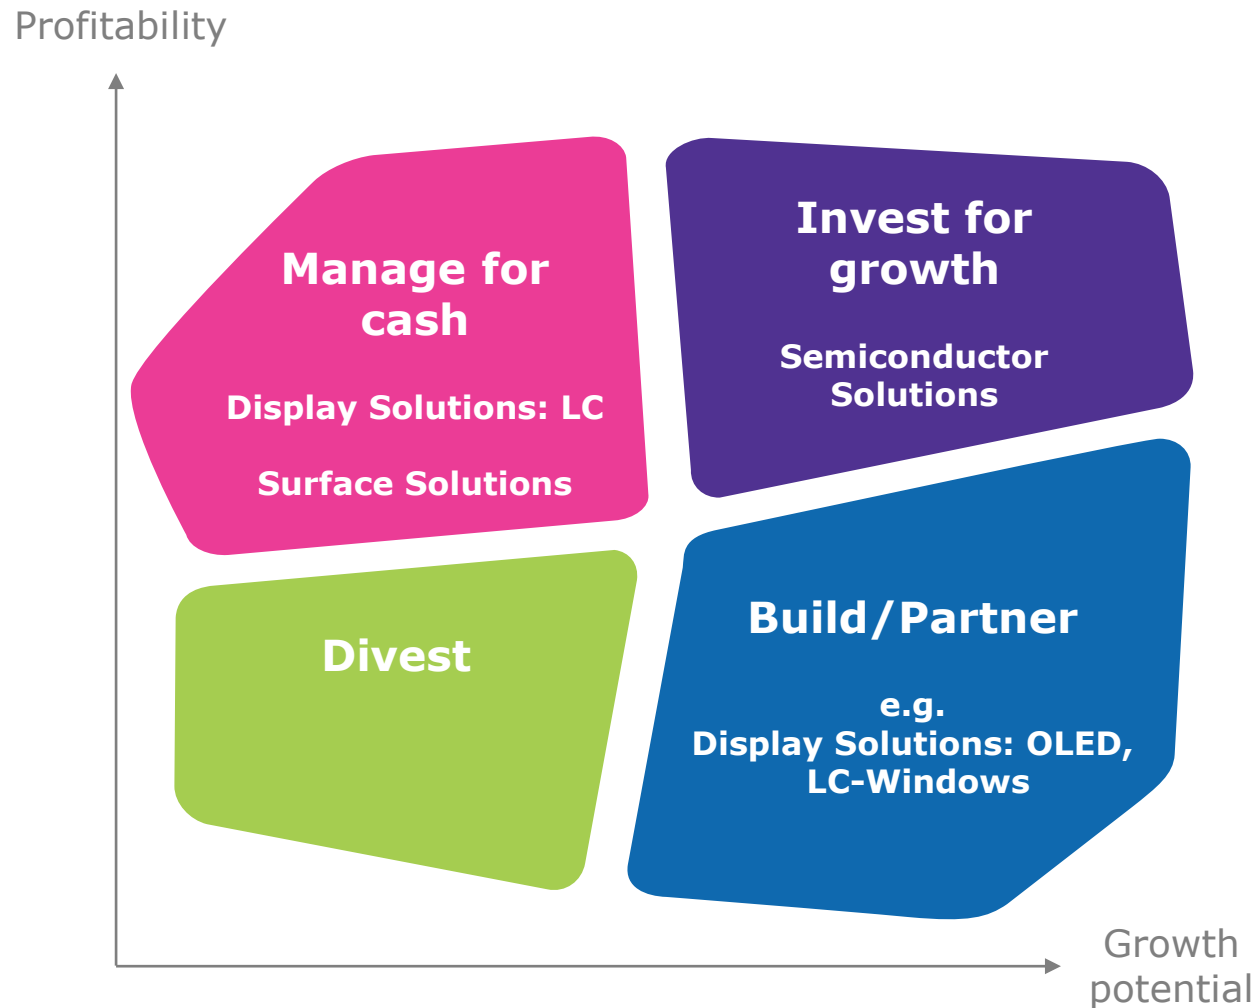 Profitability
Manage for
cash
Display Solutions: LC
Surface Solutions
Invest for
growth
Semiconductor
Solutions
Divest
Build/Partner
e.g.
Display Solutions: OLED,
LC–Windows
Growth
potential